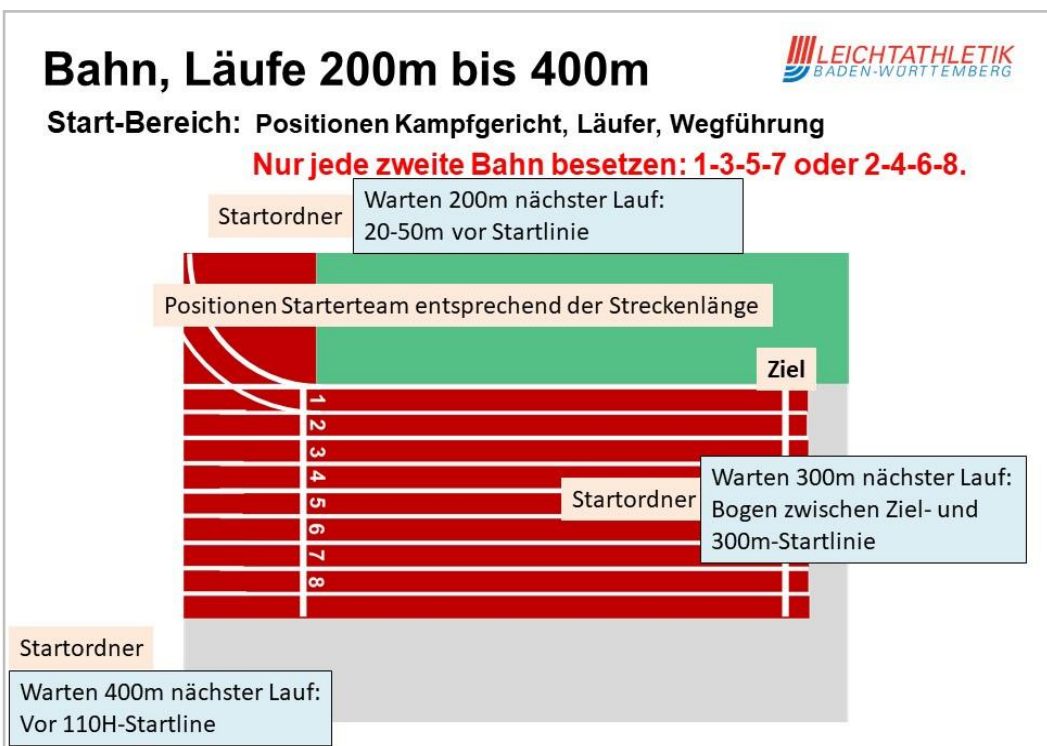 Bahn, Läufe 200m bis 400m
LEICHTATHLETIK
BADEN-WÜRTTEMBERG
Start-Bereich: Positionen Kampfgericht, Läufer, Wegführung
Nur jede zweite Bahn besetzen: 1-3-5-7 oder 2-4-6-8.
Startordner
Warten 200m nächster Lauf:
20-50m vor Startlinie
Positionen Starterteam entsprechend der Streckenlänge
Ziel
1
2
3
4
5
6
7
8
Startordner
Warten 300m nächster Lauf:
Bogen zwischen Ziel- und
300m-Startlinie
Startordner
Warten 400m nächster Lauf:
Vor 110H-Startline